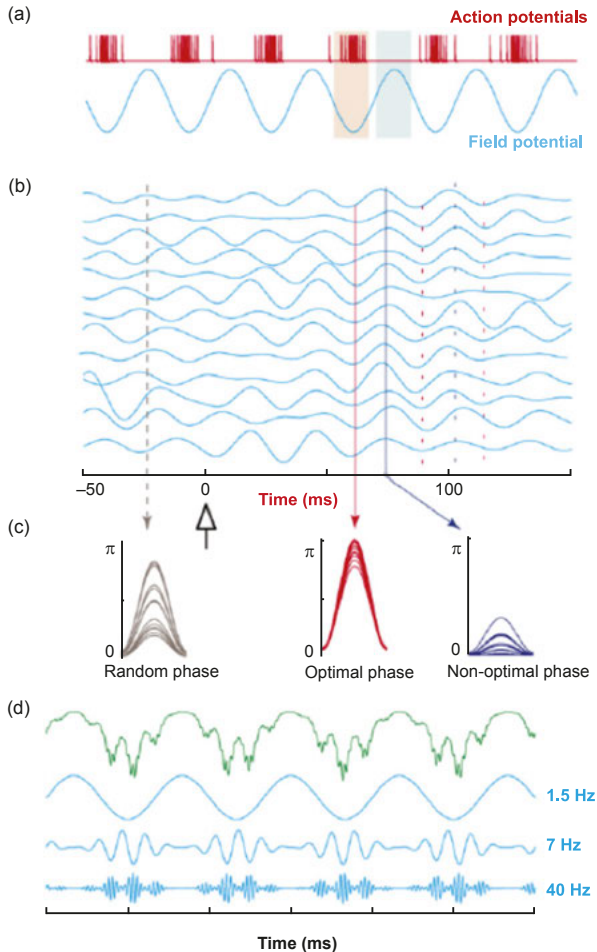 (a)
Action potentials
Field potential
(b)
–50
0
Time (ms)
100
(c)
π
0
Random phase
π
0
Optimal phase
π
0
Non-optimal phase
(d)
1.5 Hz
7 Hz
40 Hz
Time (ms)